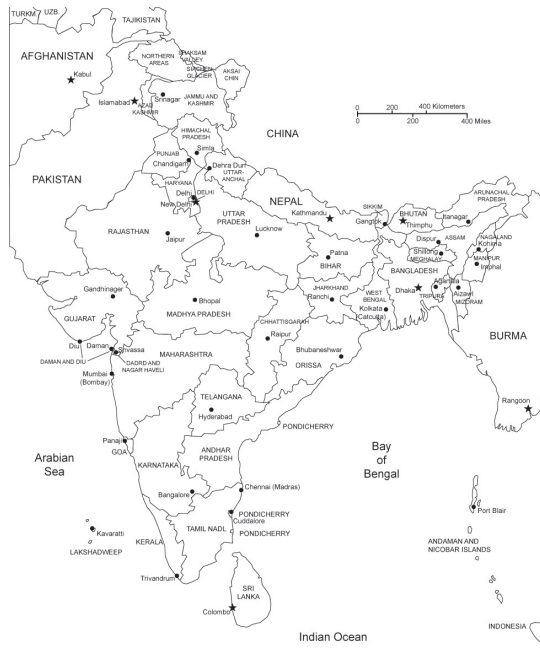 TURKM.
UZB.
TAJIKISTAN
AFGHANISTAN
Kabul
NORTHERN
AREAS
SHAKSAM
VALLEY
SIACHEN
GLACIER
AKSAI
CHIN
Islamabad
AZAD
KASHMIR
Srinagar
JAMMU AND
KASHMIR
0 200 400 Kilometers
0 200 400 Miles
CHINA
HIMACHAL
PRADESH
Simla
PUNJAB
Chandigarh
Dehra Dun
UTTAR-
ANCHAL
PAKISTAN
HARYANA
Delhi
DELHI
New Delhi
NEPAL
Kathmandu
SIKKIM
Gangtok
BHUTAN
Thimphu
ARUNACHAL
PRADESH
Itanagar
RAJASTHAN
Jaipur
UTTAR
PRADESH
Lucknow
Patna
BIHAR
Dispur
ASSAM
NAGALAND
Kohima
Shillong
MEGHALAY
MANIPUR
Imphal
BANGLADESH
Dhaka
Agartala
TRIPURA
Aizawl
MIZORAM
Gandhinager
GUJARAT
Bhopal
MADHYA PRADESH
JHARKHAND
Ranchi
WEST
BENGAL
Kolkata
(Calcutta)
CHHATTISGARAH
Raipur
BURMA
Diu
Daman
Silvassa
DAMAN AND DIU
DADRD AND
NAGAR HAVELI
MAHARASHTRA
Mumbai
(Bombay)
Bhubaneshwar
ORISSA
Rangoon
TELANGANA
Hyderabad
PONDICHERRY
Arabian
Sea
Panaji
GOA
KARNATAKA
ANDHAR
PRADESH
Bay
of
Bengal
Bangalore
Chennai (Madras)
PONDICHERRY
Cuddalore
PONDICHERRY
Port Blair
Kavaratti
LAKSHADWEEP
KERALA
TAMIL NADL
ANDAMAN AND
NICOBAR ISLANDS
Trivandrum
SRI
LANKA
Colombo
INDONESIA
Indian Ocean